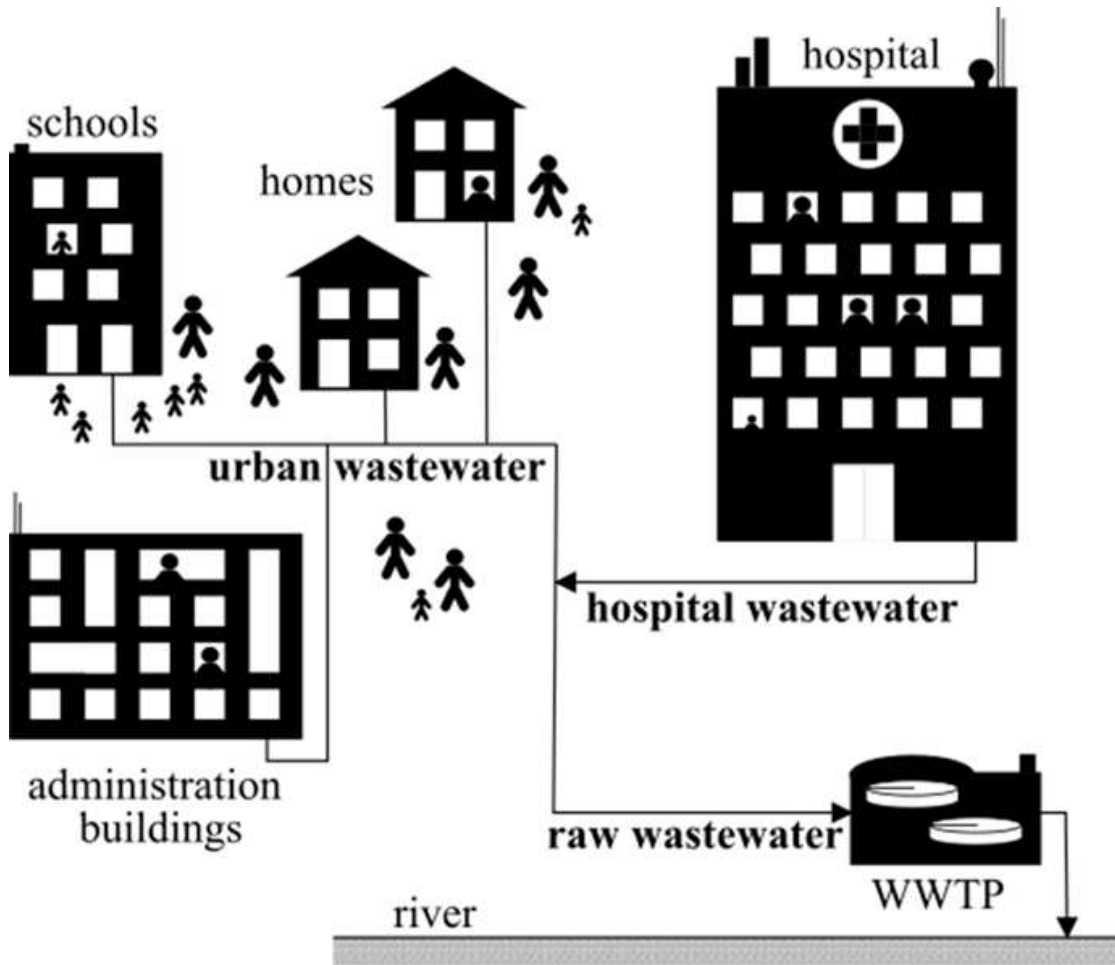 hospital
schools
homes
urban wastewater
hospital wastewater
administration
buildings
raw wastewater
WWTP
river